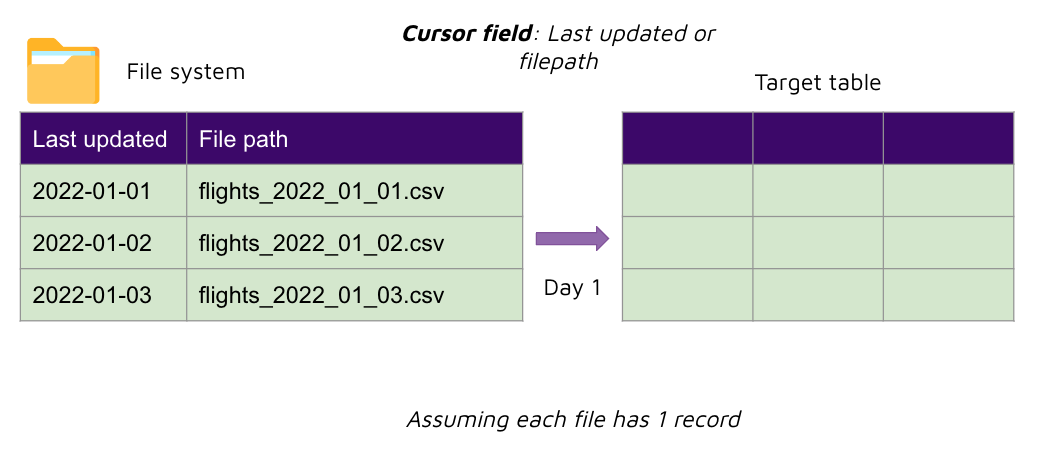 Cursor field: Last updated or
filepath
File system
Target table
Last updated File path
2022-01-01 flights_2022_01_01.csv
2022-01-02 flights_2022_01_02.csv
2022-01-03 flights_2022_01_03.csv
Day 1
Assuming each file has 1 record